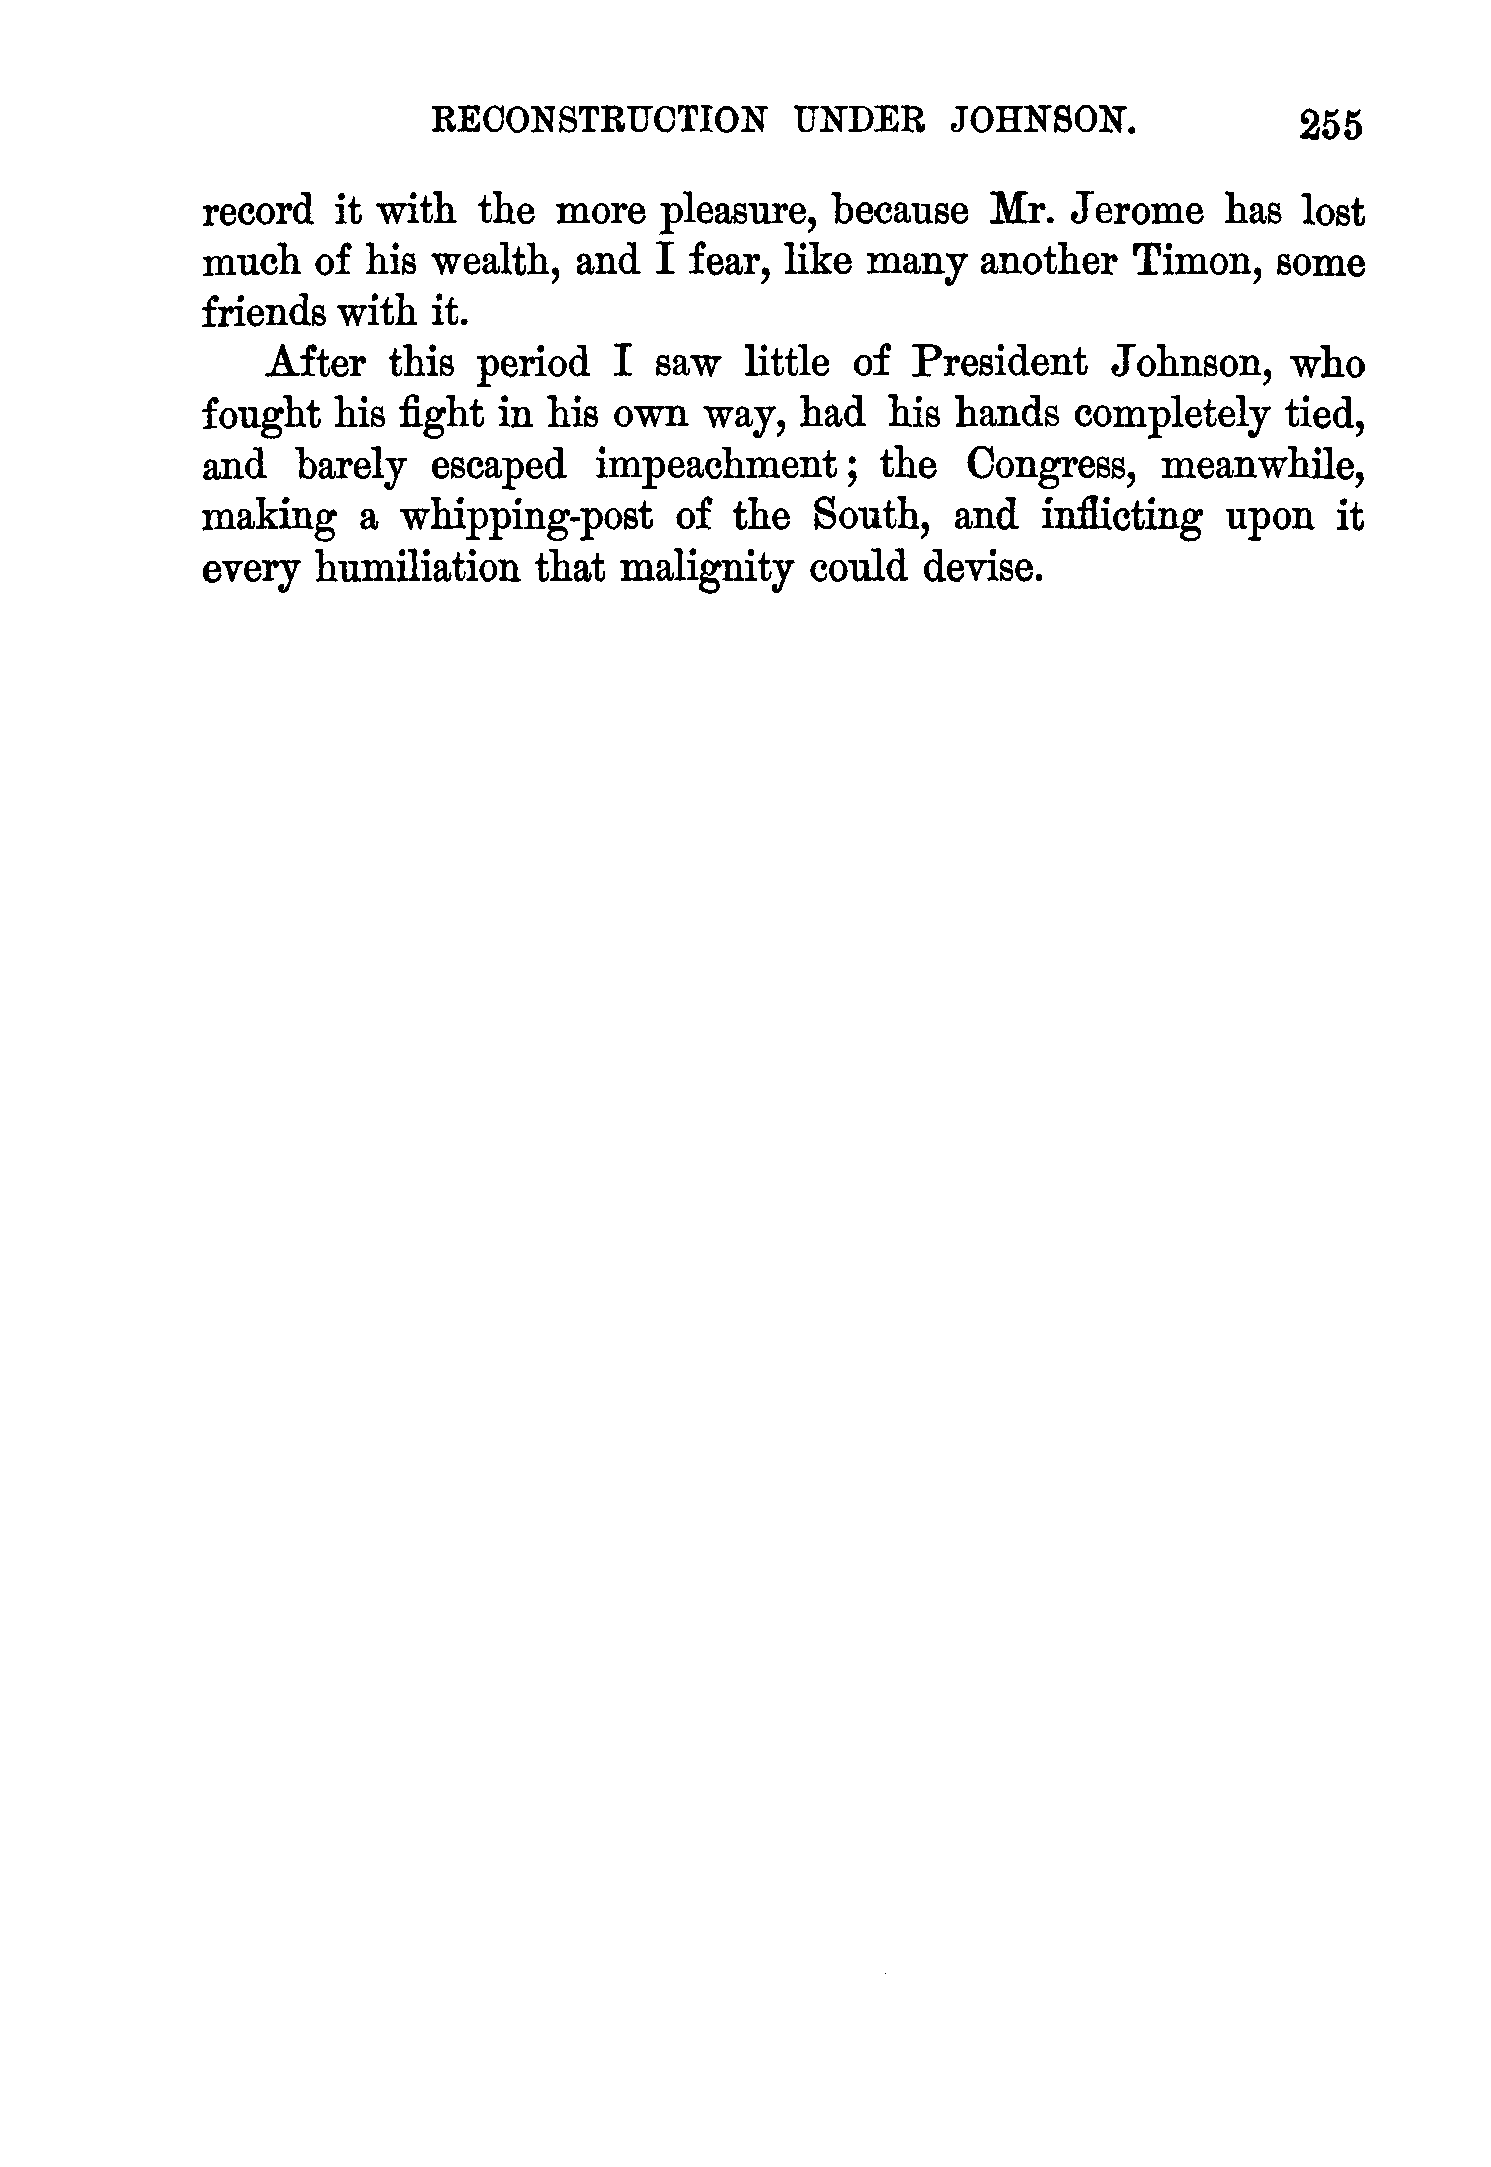 RECONSTRUCTION UNDER JOHNSON. 255
record it with the more pleasure, because Mr. Jerome has lost
much of his wealth, and I fear, like many another Timon, some
friends with it.
After this period I saw little of President Johnson, who
fought his fight in his own way, had his hands completely tied,
and barely escaped impeachment; the Congress, meanwhile,
making a whipping-post of the South, and inflicting upon it
every humiliation that malignity could devise.